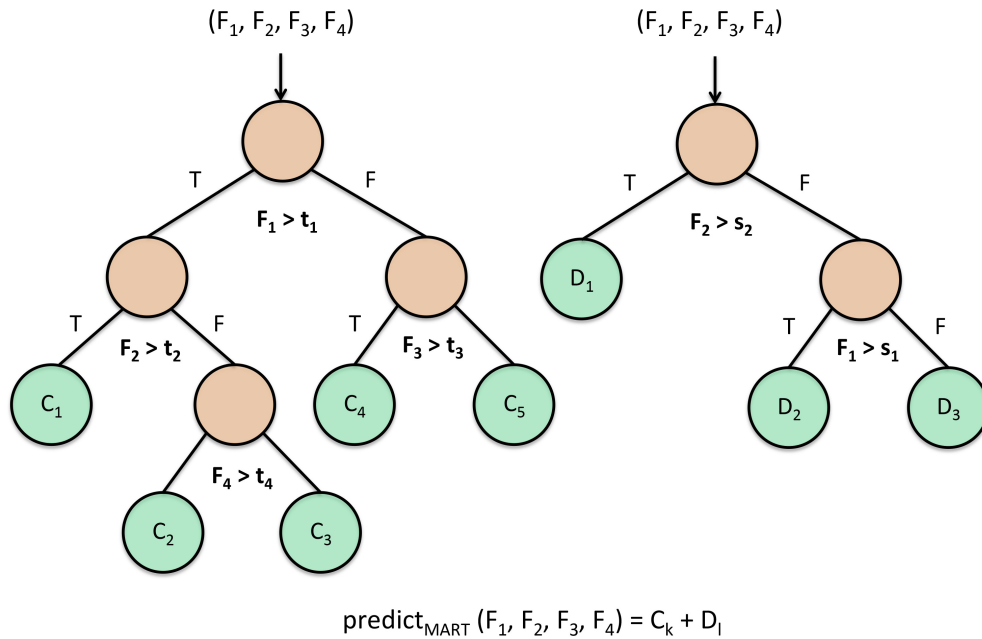 (F₁, F₂, F₃, F₄)
T
F
F₁ > t₁
T
F
F₂ > t₂
T
F
F₃ > t₃
C₁
C₄
C₅
F₄ > t₄
C₂
C₃
(F₁, F₂, F₃, F₄)
T
F
F₂ > s₂
D₁
T
F
F₁ > s₁
D₂
D₃
predict_MART (F₁, F₂, F₃, F₄) = Cₖ + Dₗ